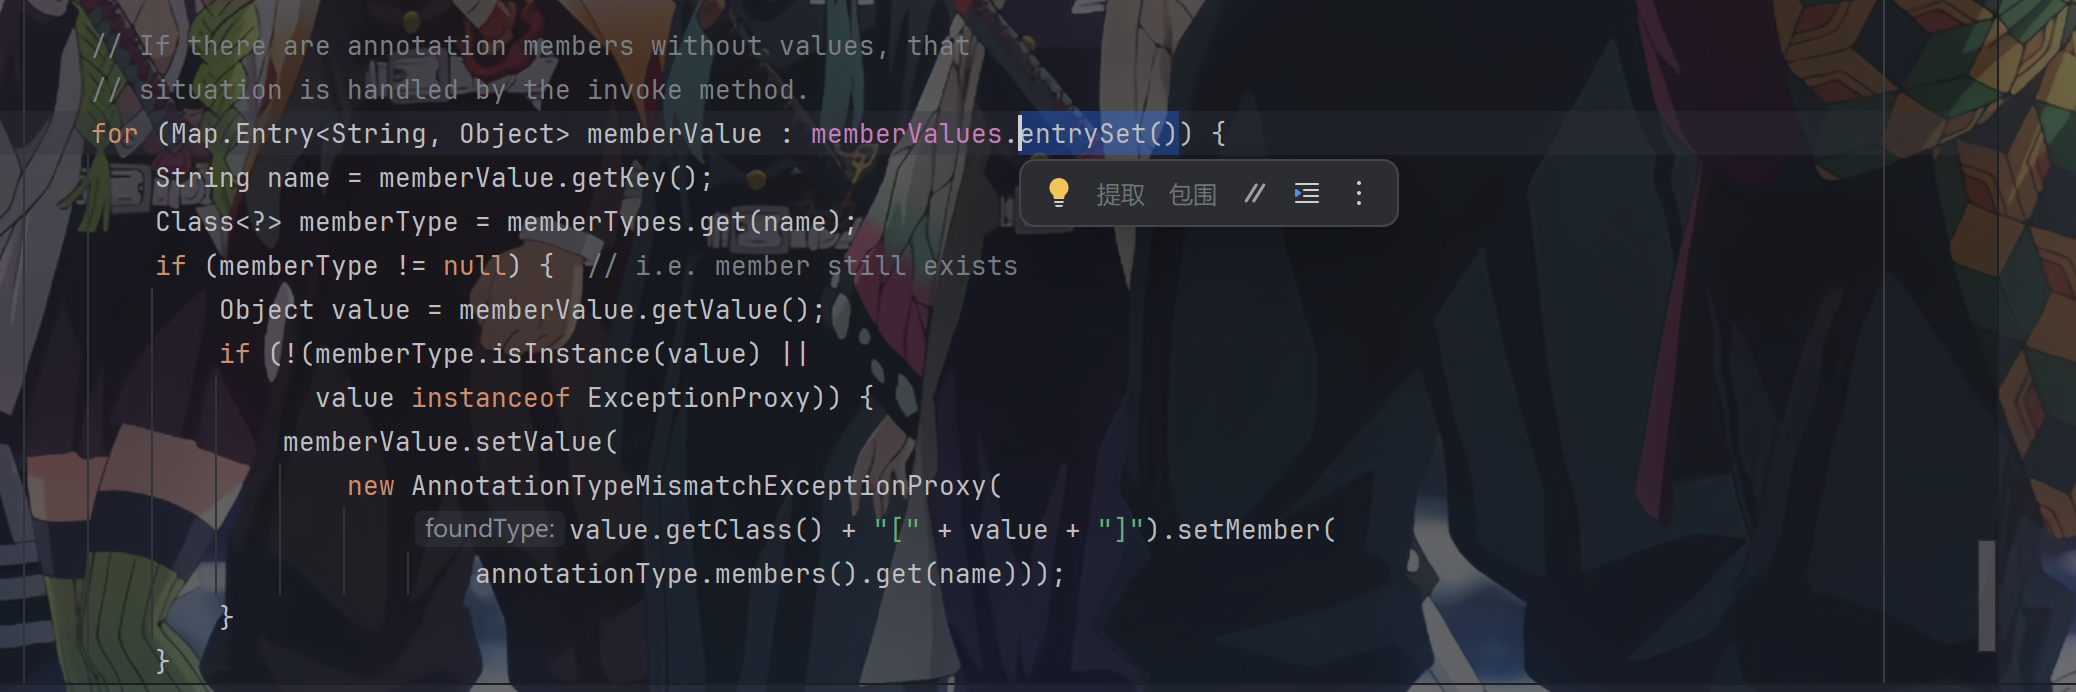 // If there are annotation members without values, that
// situation is handled by the invoke method.
for (Map.Entry<String, Object> memberValue : memberValues.entrySet()) {
提取 包围 //
String name = memberValue.getKey();
Class<?> memberType = memberTypes.get(name);
if (memberType != null) {  // i.e. member still exists
Object value = memberValue.getValue();
if (!(memberType.isInstance(value) ||
value instanceof ExceptionProxy)) {
memberValue.setValue(
new AnnotationTypeMismatchExceptionProxy(
foundType: value.getClass() + "[" + value + "]").setMember(
annotationType.members().get(name)));
}
}